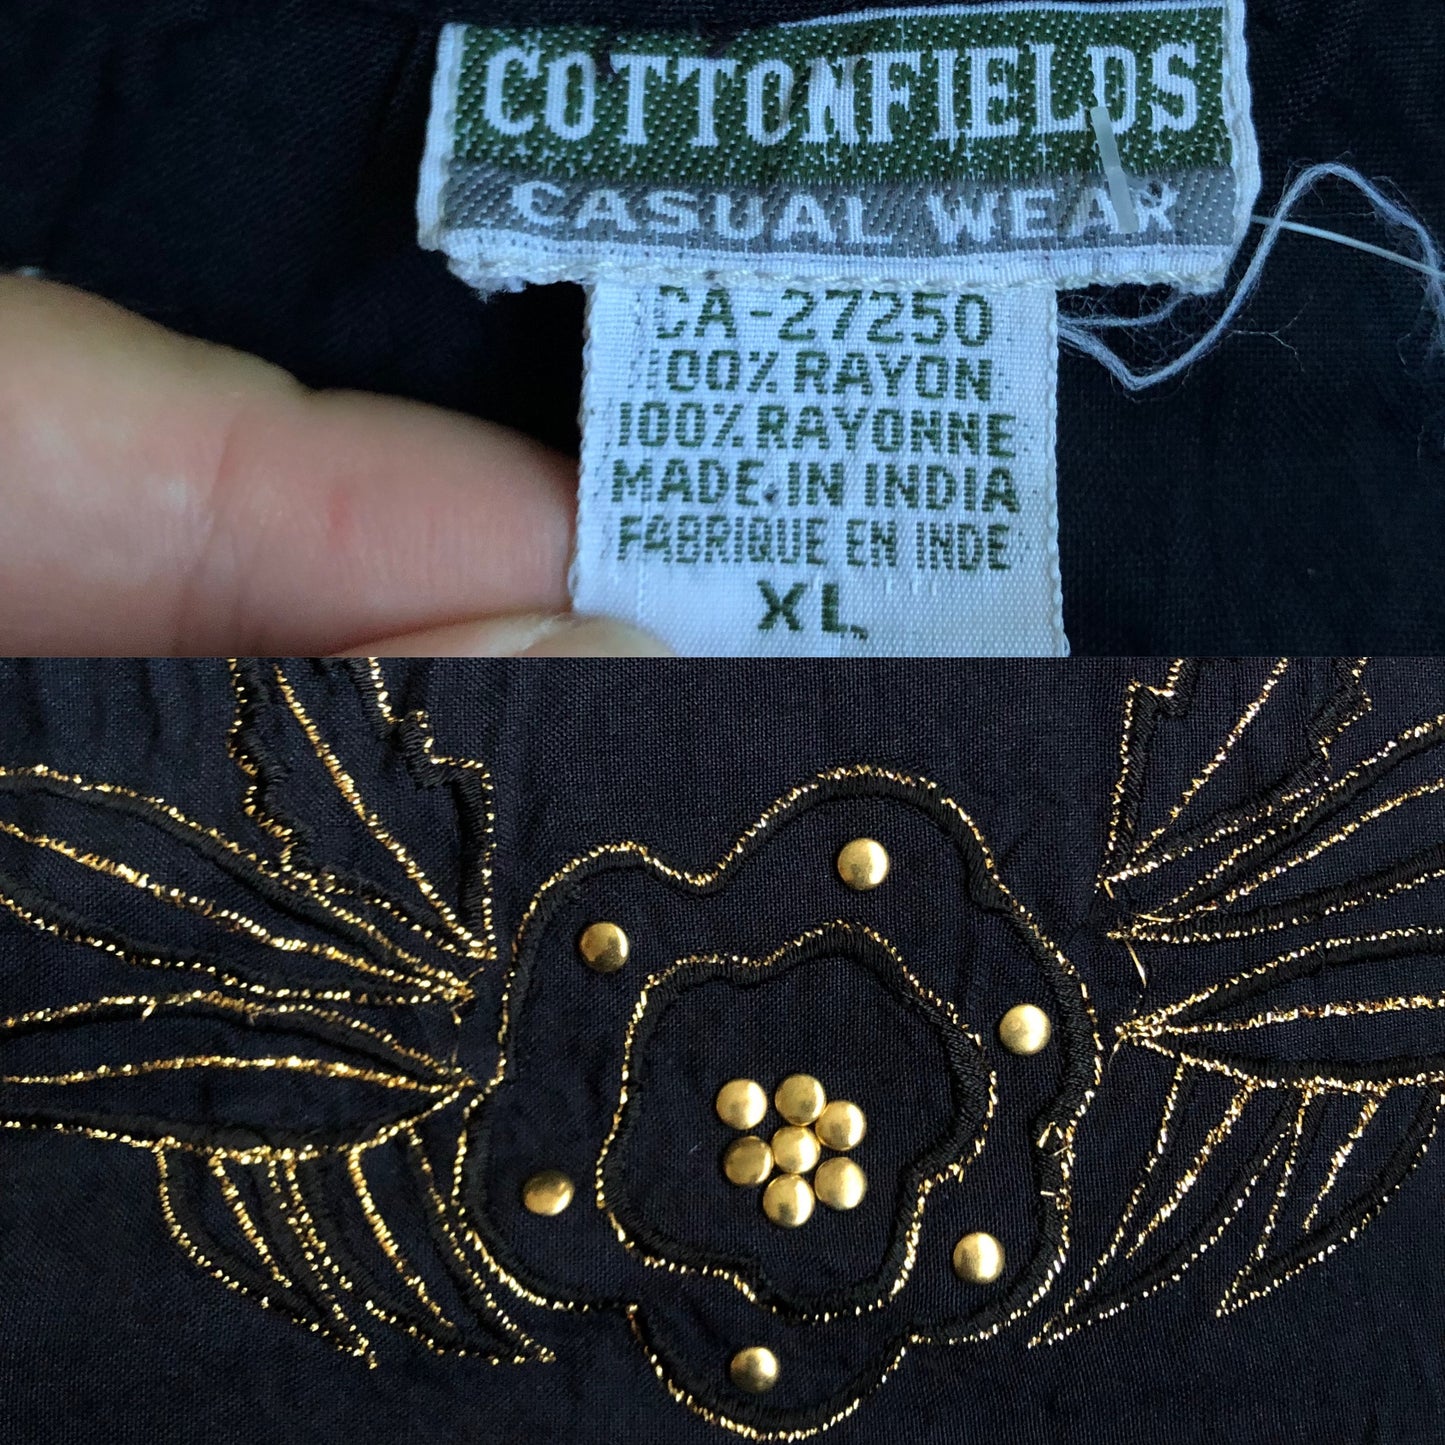 COTTONFIELDS
CASUAL WEAR
CA-27250
100% RAYON
100% RAYONNE
MADE IN INDIA
FABRIQUE EN INDE
XL